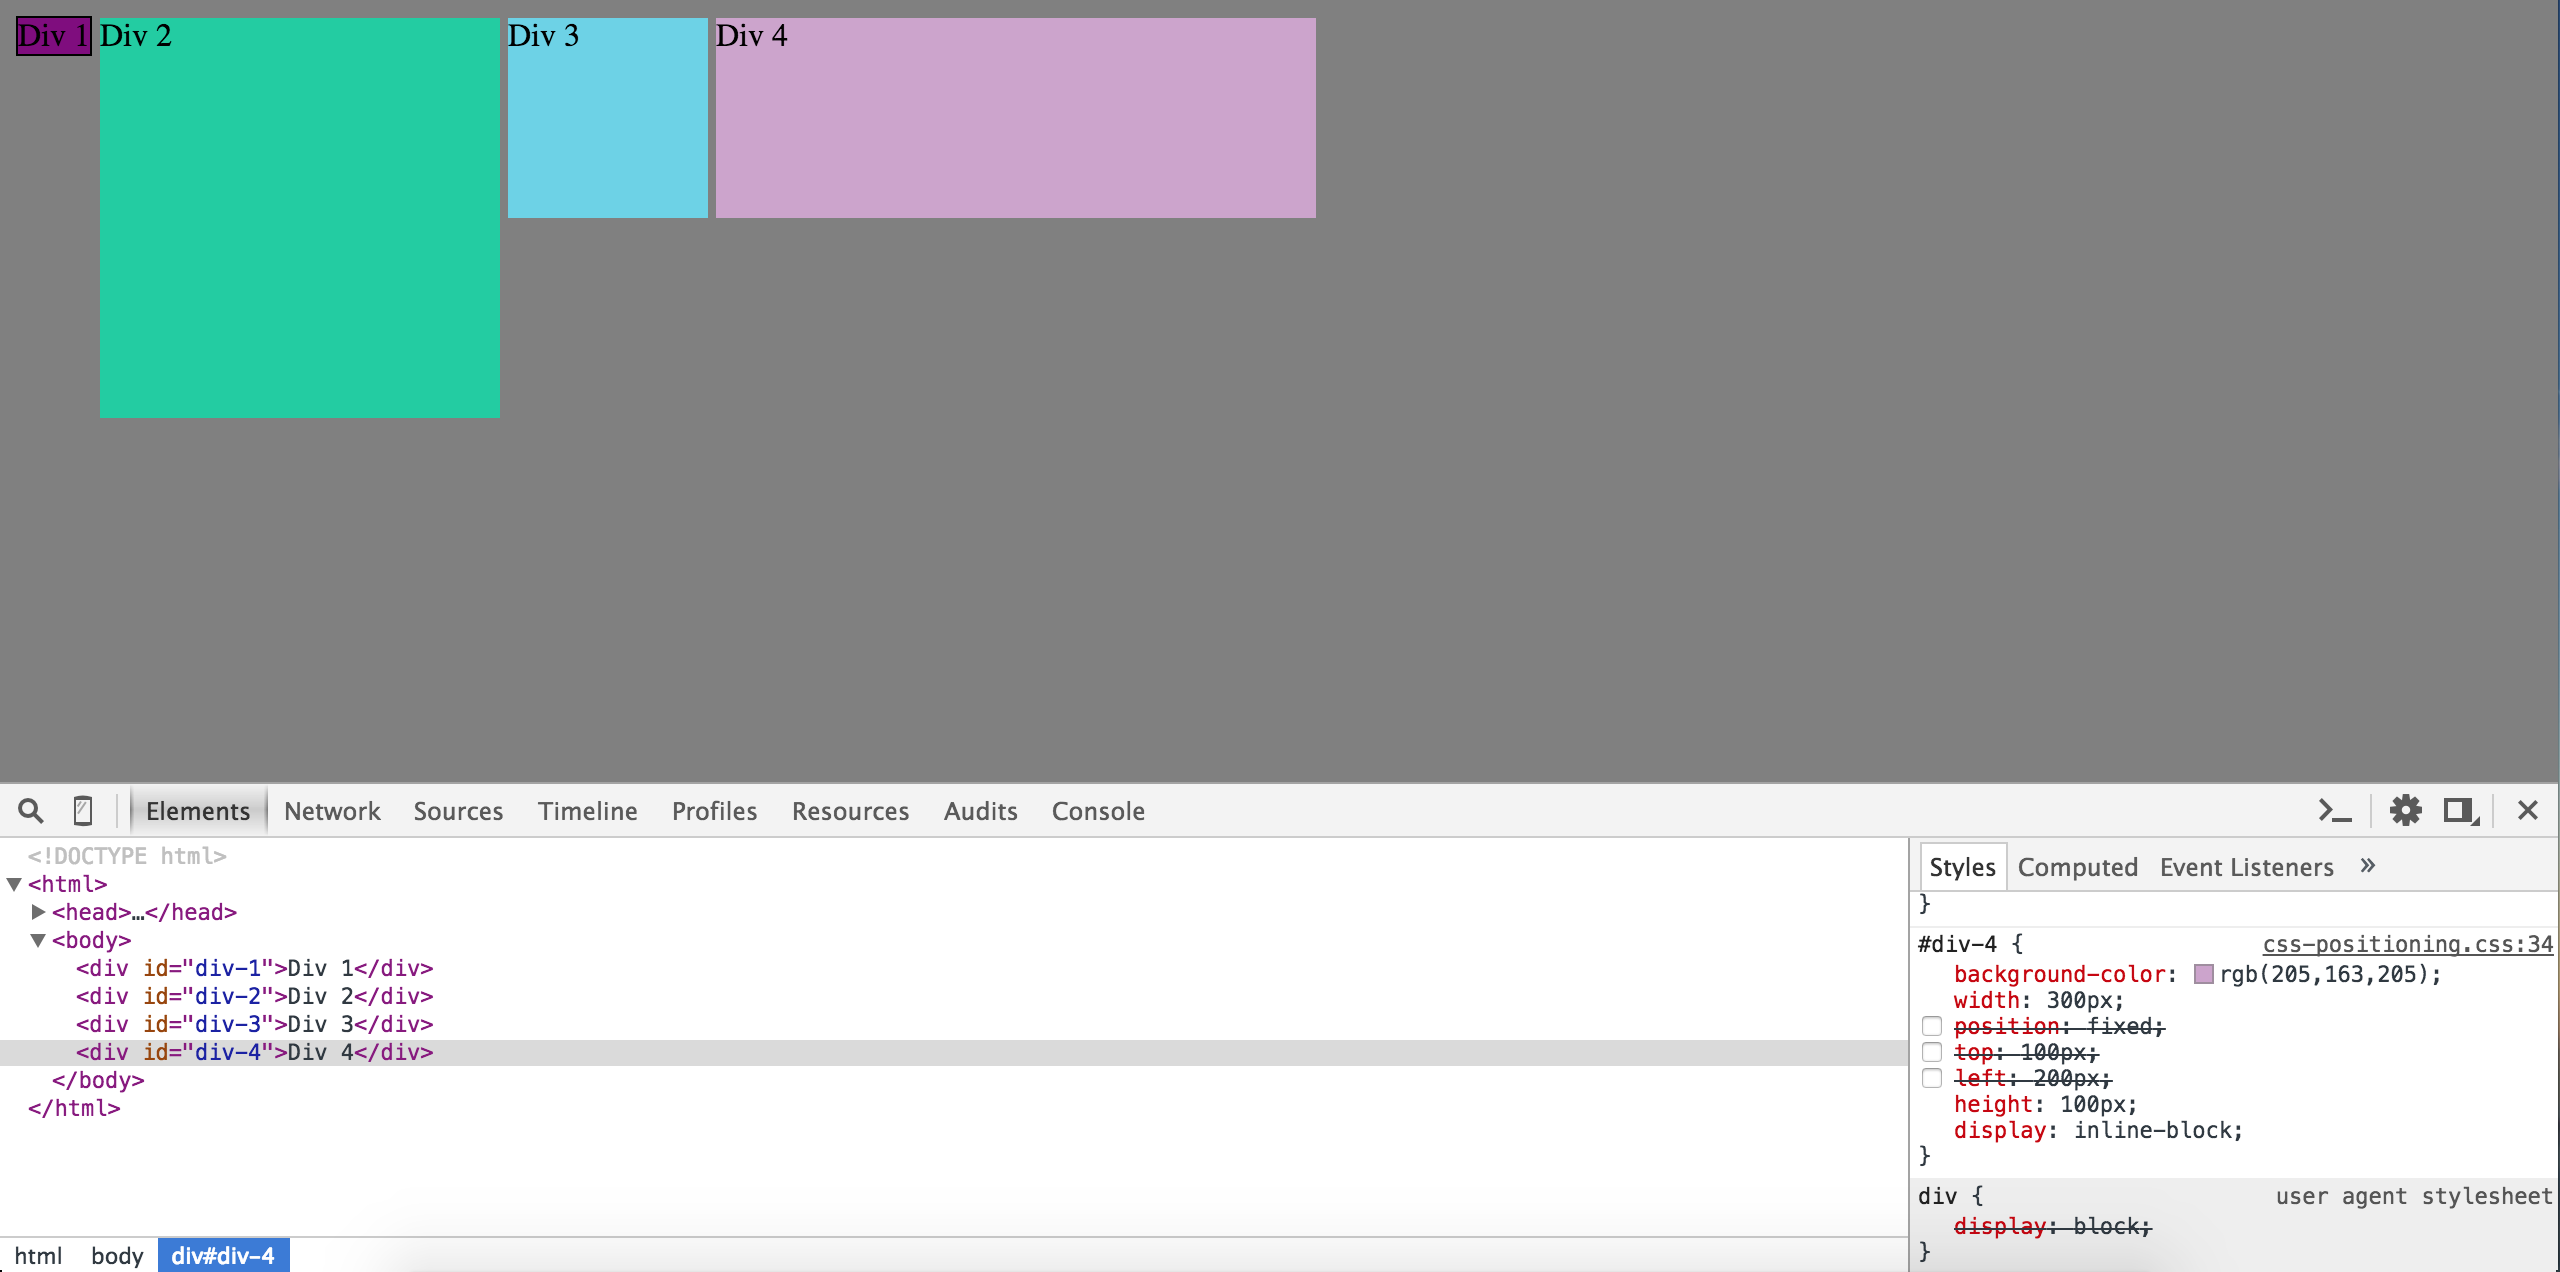 Div 1 Div 2 Div 3 Div 4
Elements Network Sources Timeline Profiles Resources Audits Console
<!DOCTYPE html>
<html>
<head>…</head>
<body>
<div id="div-1">Div 1</div>
<div id="div-2">Div 2</div>
<div id="div-3">Div 3</div>
<div id="div-4">Div 4</div>
</body>
</html>
html body div#div-4
Styles Computed Event Listeners »
}
#div-4 { css-positioning.css:34
background-color: rgb(205,163,205);
width: 300px;
position: fixed;
top: 100px;
left: 200px;
height: 100px;
display: inline-block;
}
div { user agent stylesheet
display: block;
}